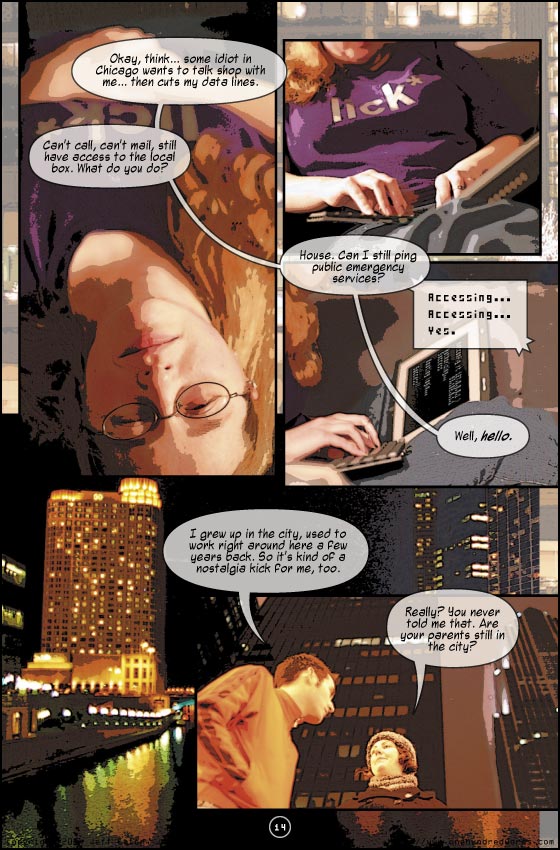 Okay, think... some idiot in
Chicago wants to talk shop with
me... then cuts my data lines.
Can't call, can't mail, still
have access to the local
box. What do you do?
hcK*
House. Can I still ping
public emergency
services?
Accessing...
Accessing...
Yes.
Well, hello.
I grew up in the city, used to
work right around here a few
years back. So it's kind of a
nostalgia kick for me, too.
Really? You never
told me that. Are
your parents still in
the city?
14